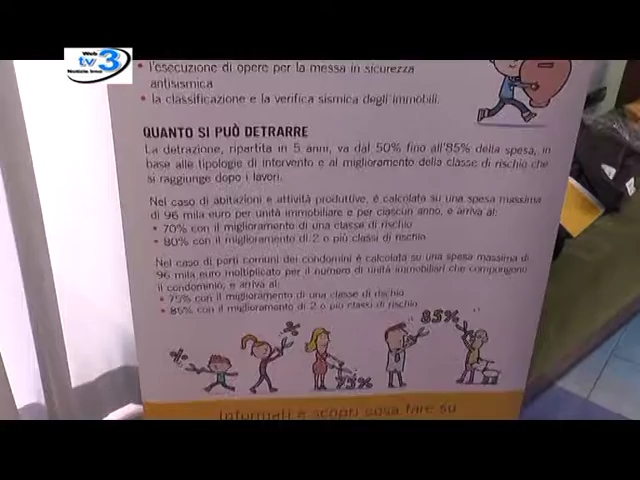 Web
tv 3
l'esecuzione di opere per la messa in sicurezza
antisismica
• la classificazione e la verifica sismica degli immobili.
QUANTO SI PUÒ DETRARRE
La detrazione, ripartita in 5 anni, va dal 50% fino all'85% della spesa, in
base alle tipologie di intervento e al miglioramento della classe di rischio che
si raggiunge dopo i lavori.
Nel caso di abitazioni e attività produttive, è calcolata su una spesa massima
di 96 mila euro per unità immobiliare e per ciascun anno, e arriva al:
• 70% con il miglioramento di una classe di rischio
• 80% con il miglioramento di 2 o più classi di rischio
Nel caso di parti comuni dei condomini è calcolata su una spesa massima di
96 mila euro moltiplicato per il numero di unità immobiliari che compongono
il condominio, e arriva al:
• 75% con il miglioramento di una classe di rischio
• 85% con il miglioramento di 2 o più classi di rischio
85%
%
%
75%
Informati e scopri cosa fare su